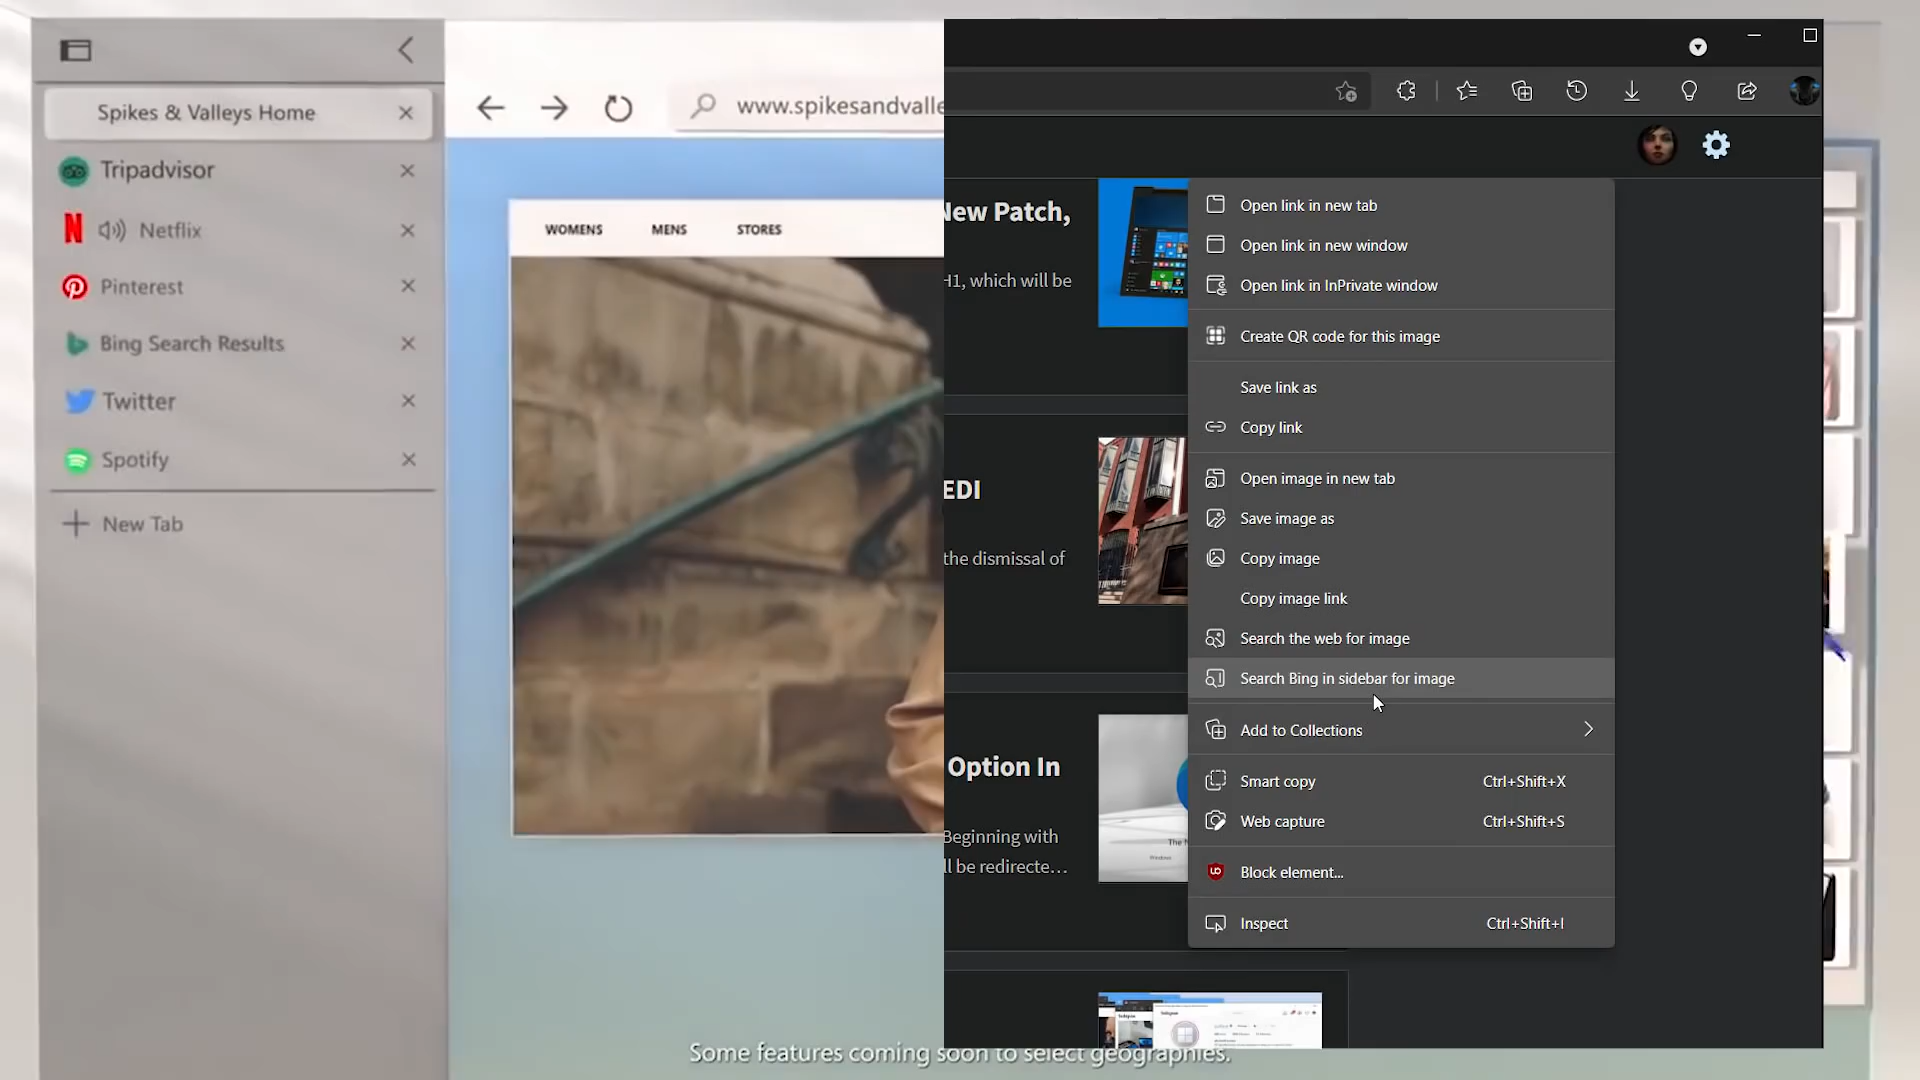 Spikes & Valleys Home
Tripadvisor
Netflix
Pinterest
Bing Search Results
Twitter
Spotify
New Tab
www.spikesandvalle
WOMENS MENS STORES
New Patch,
H1, which will be
EDI
the dismissal of
Option In
Beginning with
ll be redirecte...
The N
Windows
Open link in new tab
Open link in new window
Open link in InPrivate window
Create QR code for this image
Save link as
Copy link
Open image in new tab
Save image as
Copy image
Copy image link
Search the web for image
Search Bing in sidebar for image
Add to Collections
Smart copy Ctrl+Shift+X
Web capture Ctrl+Shift+S
Block element...
Inspect Ctrl+Shift+I
Some features coming soon to select geographies.